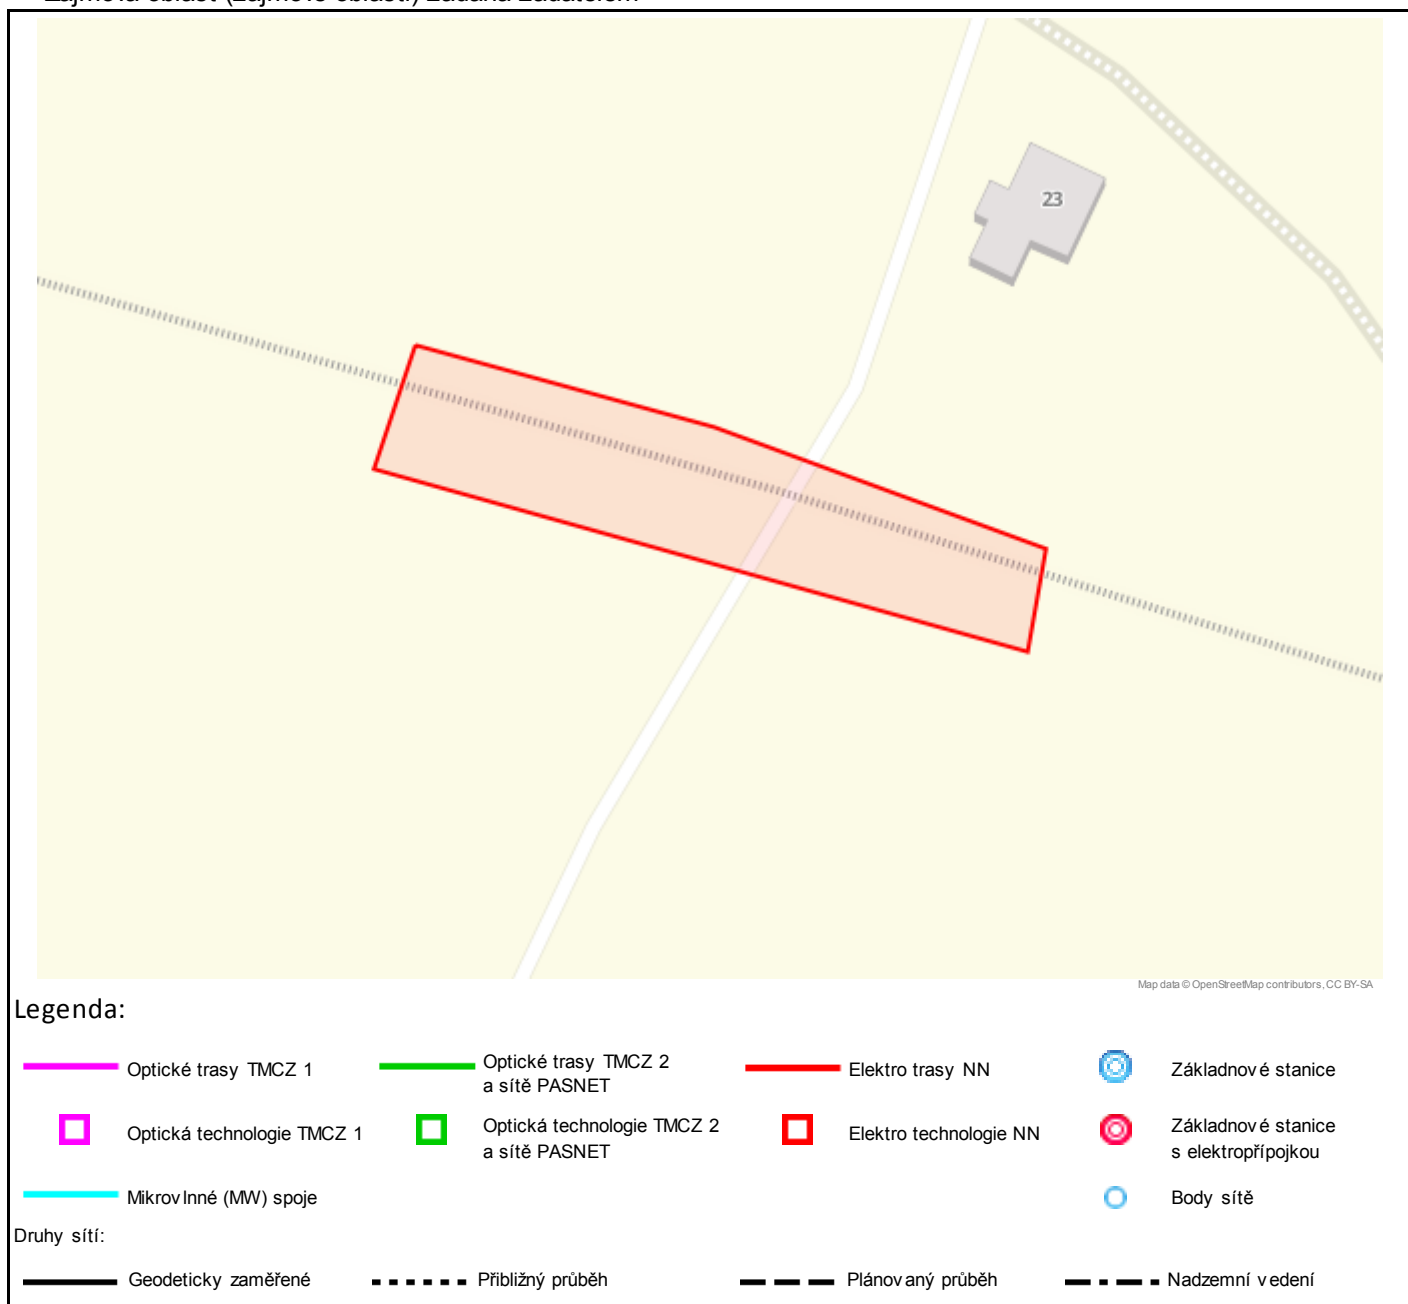 23
Map data © OpenStreetMap contributors, CC BY-SA
Legenda:
Optické trasy TMCZ 1
Optické trasy TMCZ 2
a sítě PASNET
Elektro trasy NN
Základnové stanice
Optická technologie TMCZ 1
Optická technologie TMCZ 2
a sítě PASNET
Elektro technologie NN
Základnové stanice
s elektropřípojkou
Mikrovlnné (MW) spoje
Body sítě
Druhy sítí:
Geodeticky zaměřené
Přibližný průběh
Plánovaný průběh
Nadzemní vedení